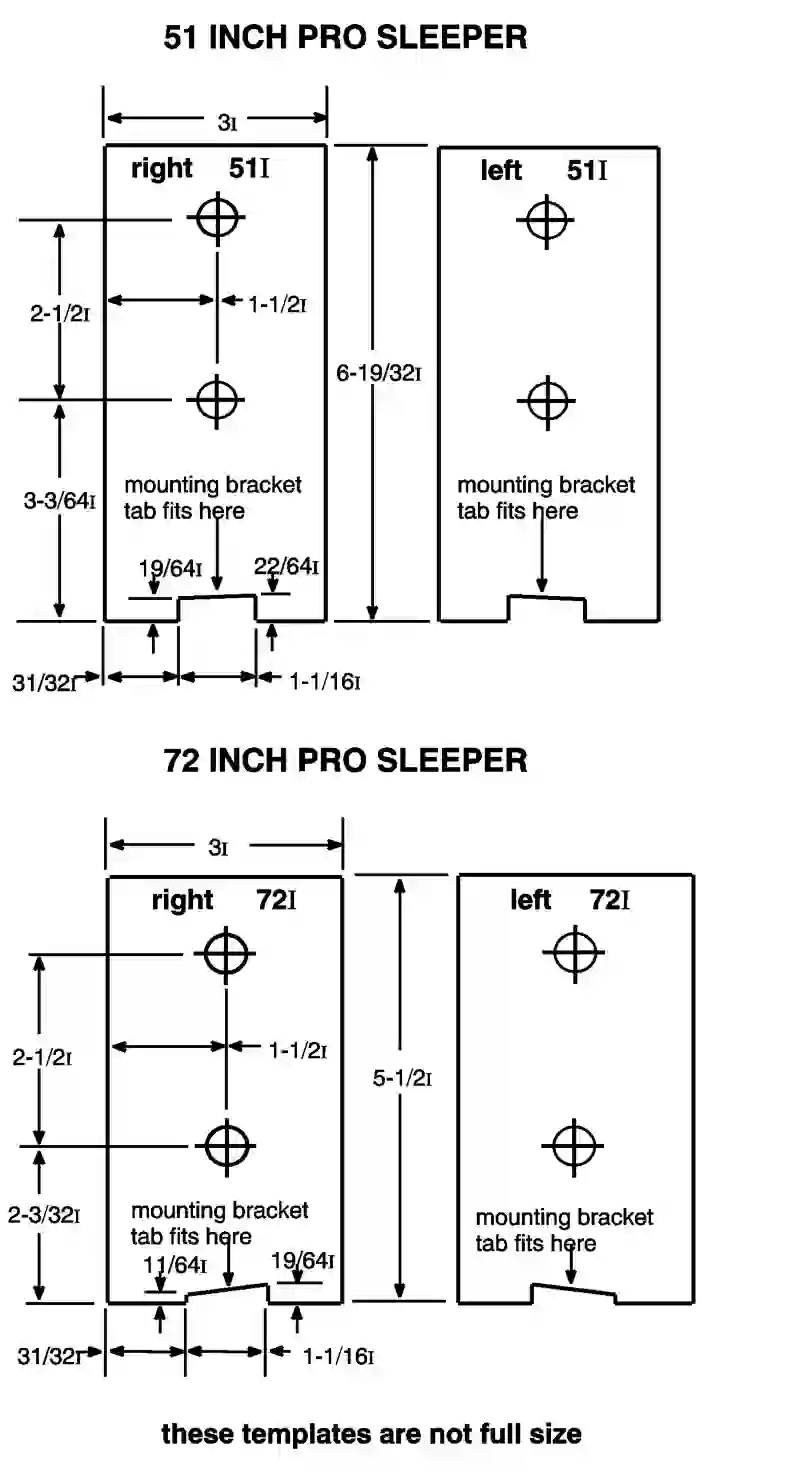 51 INCH PRO SLEEPER
3I
right 51I
left 51I
2-1/2I
1-1/2I
6-19/32I
3-3/64I
mounting bracket
tab fits here
mounting bracket
tab fits here
19/64I
22/64I
31/32I
1-1/16I
72 INCH PRO SLEEPER
3I
right 72I
left 72I
2-1/2I
1-1/2I
5-1/2I
2-3/32I
mounting bracket
tab fits here
mounting bracket
tab fits here
11/64I
19/64I
31/32I
1-1/16I
these templates are not full size